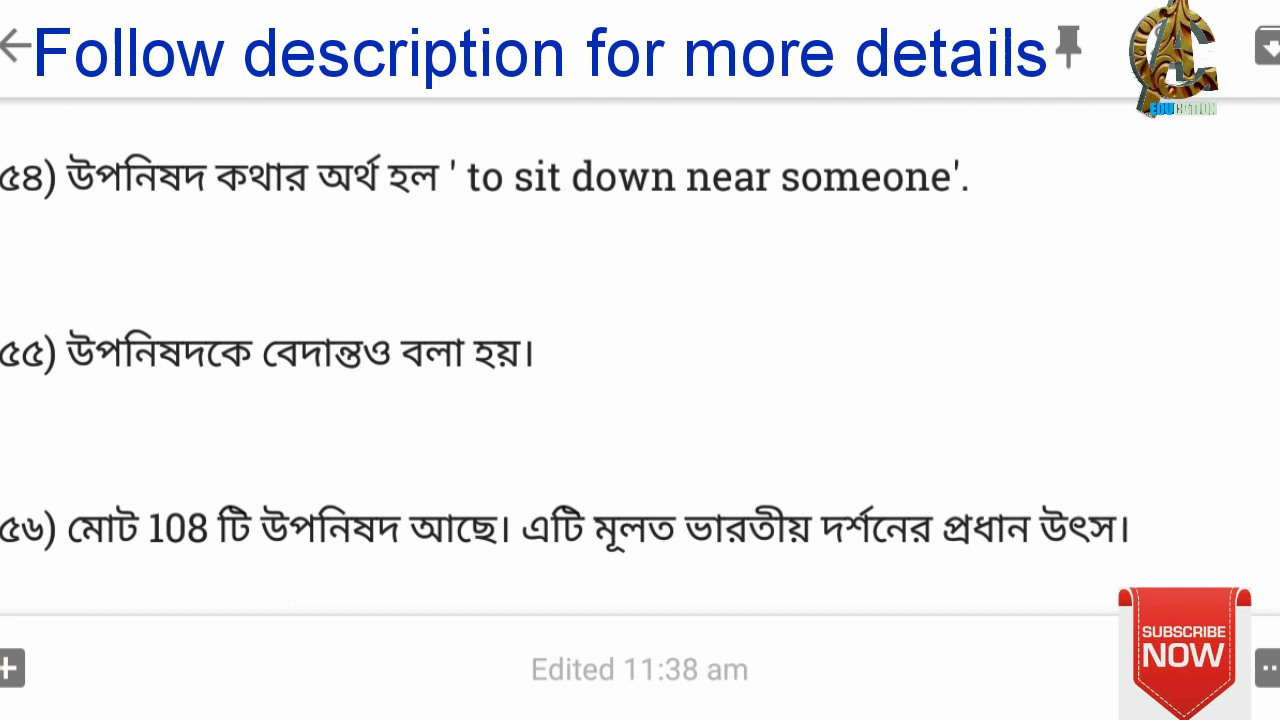 Follow description for more details
EDUCATION
৫৪) উপনিষদ কথার অর্থ হল ' to sit down near someone'.
৫৫) উপনিষদকে বেদান্তও বলা হয়।
৫৬) মোট 108 টি উপনিষদ আছে। এটি মূলত ভারতীয় দর্শনের প্রধান উৎস।
SUBSCRIBE
NOW
Edited 11:38 am